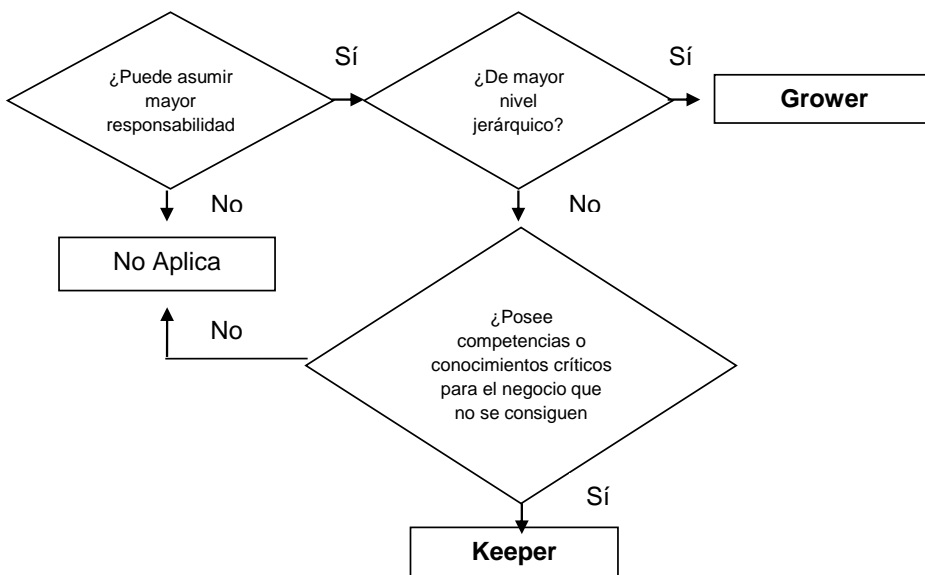 ¿Puede asumir
mayor
responsabilidad
Sí
¿De mayor
nivel
jerárquico?
Sí
Grower
No
No
No Aplica
No
¿Posee
competencias o
conocimientos críticos
para el negocio que
no se consiguen
Sí
Keeper